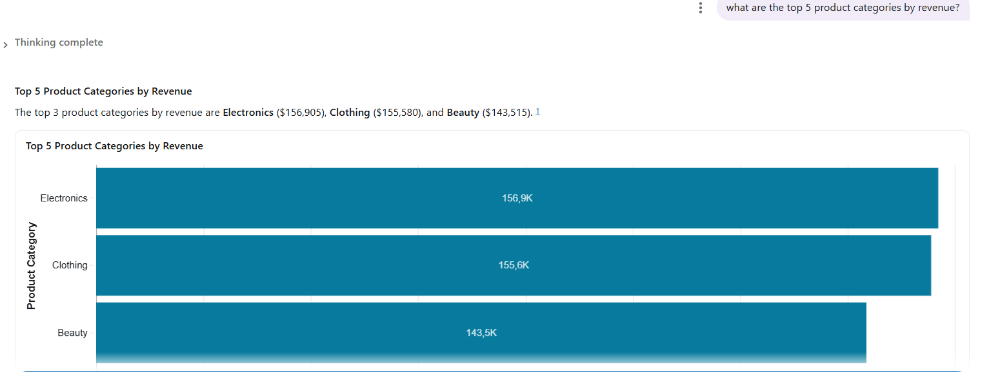 what are the top 5 product categories by revenue?
Thinking complete
Top 5 Product Categories by Revenue
The top 3 product categories by revenue are Electronics ($156,905), Clothing ($155,580), and Beauty ($143,515). 1
Top 5 Product Categories by Revenue
Product Category
Electronics
156,9K
Clothing
155,6K
Beauty
143,5K